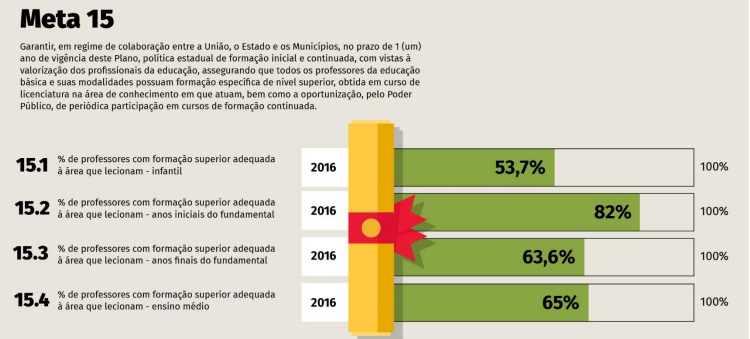 Meta 15
Garantir, em regime de colaboração entre a União, o Estado e os Municípios, no prazo de 1 (um)
ano de vigência deste Plano, política estadual de formação inicial e continuada, com vistas à
valorização dos profissionais da educação, assegurando que todos os professores da educação
básica e suas modalidades possuam formação específica de nível superior, obtida em curso de
licenciatura na área de conhecimento em que atuam, bem como a oportunização, pelo Poder
Público, de periódica participação em cursos de formação continuada.
15.1 % de professores com formação superior adequada
à área que lecionam - infantil
2016 53,7% 100%
15.2 % de professores com formação superior adequada
à área que lecionam - anos iniciais do fundamental
2016 82% 100%
15.3 % de professores com formação superior adequada
à área que lecionam - anos finais do fundamental
2016 63,6% 100%
15.4 % de professores com formação superior adequada
à área que lecionam - ensino médio
2016 65% 100%